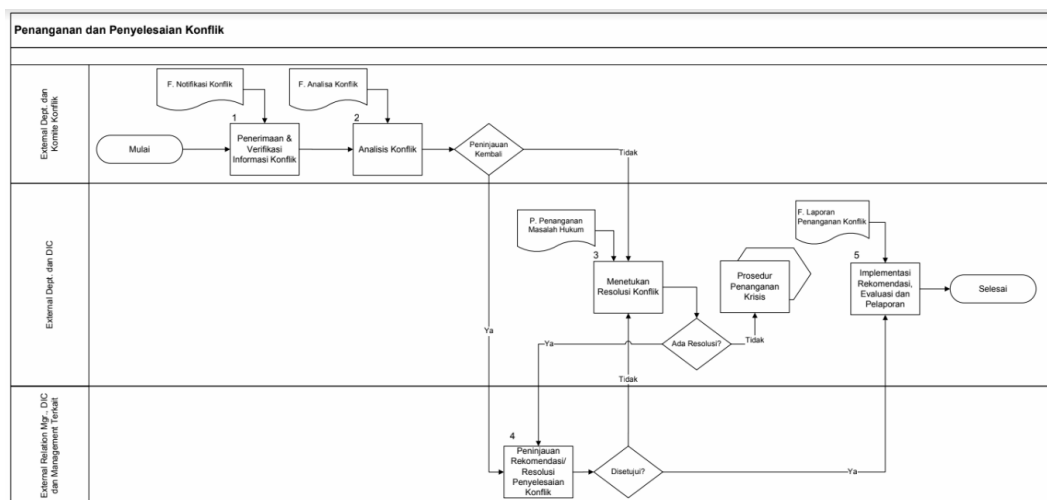 Penanganan dan Penyelesaian Konflik
External Dept. dan
Komite Konflik
F. Notifikasi Konflik
F. Analisa Konflik
1
2
Mulai
Penerimaan &
Verifikasi
Informasi Konflik
Analisis Konflik
Peninjauan
Kembali
Tidak
External Dept. dan DIC
P. Penanganan
Masalah Hukum
F. Laporan
Penanganan Konflik
3
Menetukan
Resolusi Konflik
Prosedur
Penanganan
Krisis
5
Implementasi
Rekomendasi,
Evaluasi dan
Pelaporan
Selesai
Ya
Ya
Ada Resolusi?
Tidak
Tidak
External Relation Mgr., DIC
dan Management Terkait
4
Peninjauan
Rekomendasi/
Resolusi
Penyelesaian
Konflik
Disetujui?
Ya